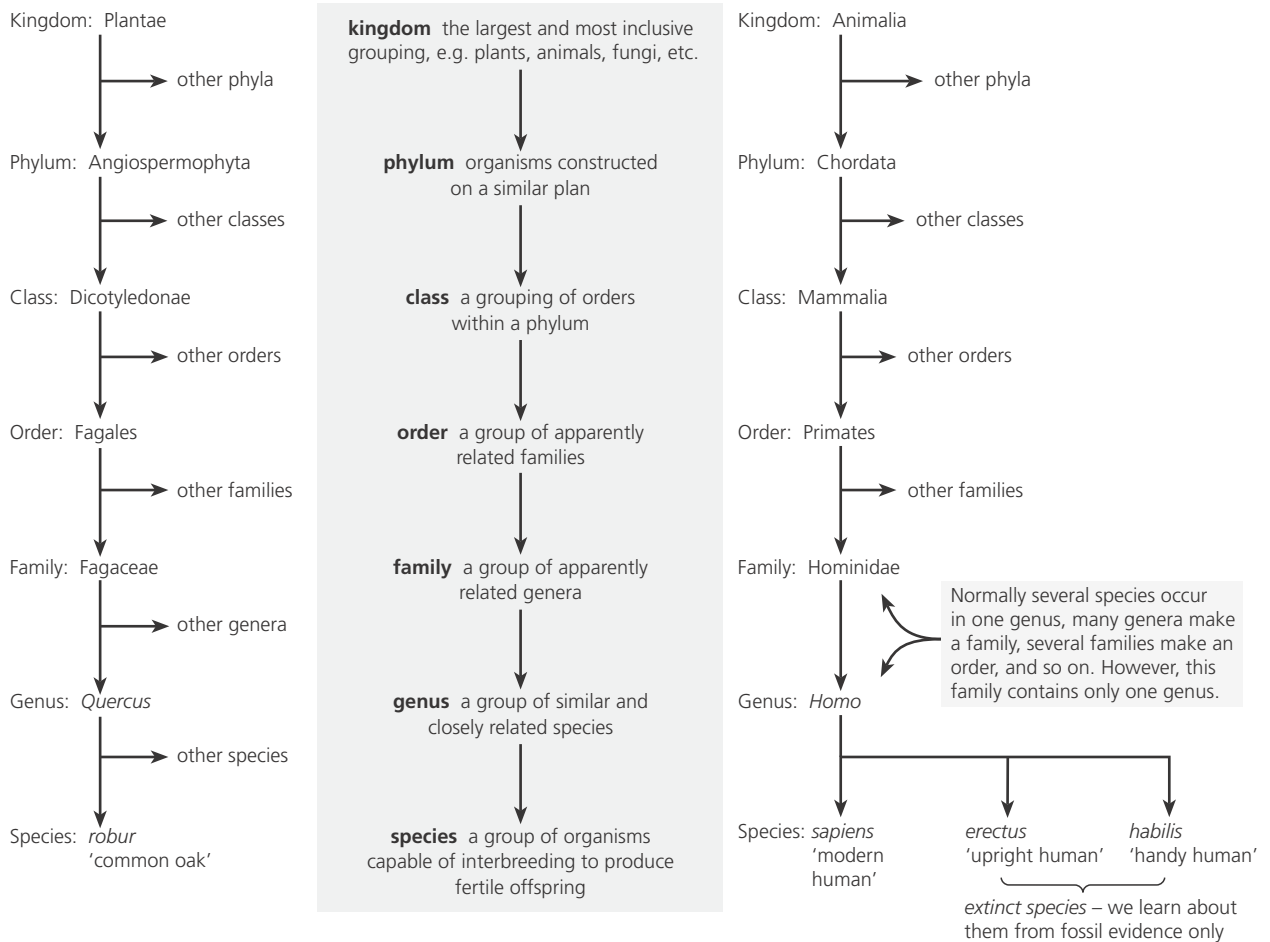 Kingdom: Plantae
other phyla
Phylum: Angiospermophyta
other classes
Class: Dicotyledonae
other orders
Order: Fagales
other families
Family: Fagaceae
other genera
Genus: Quercus
other species
Species: robur
'common oak'
kingdom the largest and most inclusive
grouping, e.g. plants, animals, fungi, etc.
phylum organisms constructed
on a similar plan
class a grouping of orders
within a phylum
order a group of apparently
related families
family a group of apparently
related genera
genus a group of similar and
closely related species
species a group of organisms
capable of interbreeding to produce
fertile offspring
Kingdom: Animalia
other phyla
Phylum: Chordata
other classes
Class: Mammalia
other orders
Order: Primates
other families
Family: Hominidae
Normally several species occur
in one genus, many genera make
a family, several families make an
order, and so on. However, this
family contains only one genus.
Genus: Homo
Species: sapiens
'modern
human'
erectus
'upright human'
habilis
'handy human'
extinct species – we learn about
them from fossil evidence only